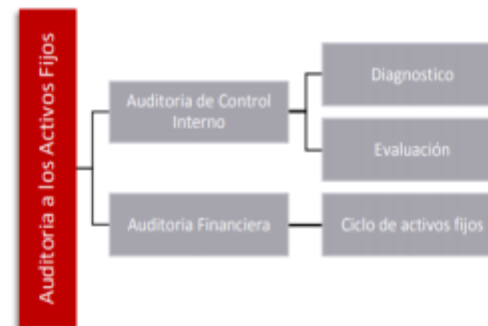 Auditoria a los Activos Fijos
Auditoria de Control
Interno
Diagnostico
Evaluación
Auditoria Financiera
Ciclo de activos fijos